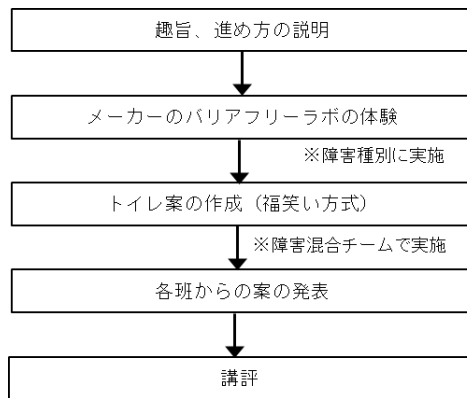 趣旨、進め方の説明
メーカーのバリアフリーラボの体験
※障害種別に実施
トイレ案の作成（福笑い方式）
※障害混合チームで実施
各班からの案の発表
講評